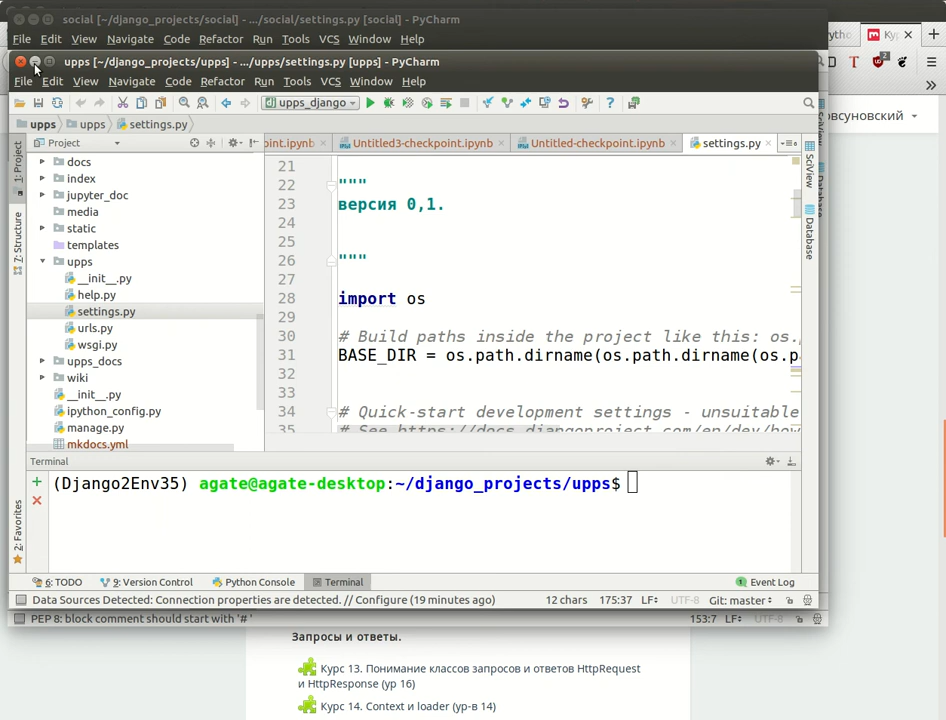 social [~/django_projects/social] - .../social/settings.py [social] - PyCharm
File Edit View Navigate Code Refactor Run Tools VCS Window Help
upps [~/django_projects/upps] - .../upps/settings.py [upps] - PyCharm
File Edit View Navigate Code Refactor Run Tools VCS Window Help
upps_django
upps upps settings.py
Project
Untitled3-checkpoint.ipynb Untitled-checkpoint.ipynb settings.py
1: Project
7: Structure
2: Favorites
docs
index
jupyter_doc
media
static
templates
upps
__init__.py
help.py
settings.py
urls.py
wsgi.py
upps_docs
wiki
__init__.py
ipython_config.py
manage.py
mkdocs.yml
21
22 """
23 версия 0,1.
24
25
26 """
27
28 import os
29
30 # Build paths inside the project like this: os.
31 BASE_DIR = os.path.dirname(os.path.dirname(os.p
32
33
34 # Quick-start development settings - unsuitable
35 # See https://docs.djangoproject.com/en/dev/how
SciView
Database
Terminal
(Django2Env35) agate@agate-desktop:~/django_projects/upps$
6: TODO 9: Version Control Python Console Terminal Event Log
Data Sources Detected: Connection properties are detected. // Configure (19 minutes ago) 12 chars 175:37 LF UTF-8 Git: master
PEP 8: block comment should start with '# ' 153:7 LF UTF-8
Запросы и ответы.
Курс 13. Понимание классов запросов и ответов HttpRequest
и HttpResponse (ур 16)
Курс 14. Context и loader (ур-в 14)